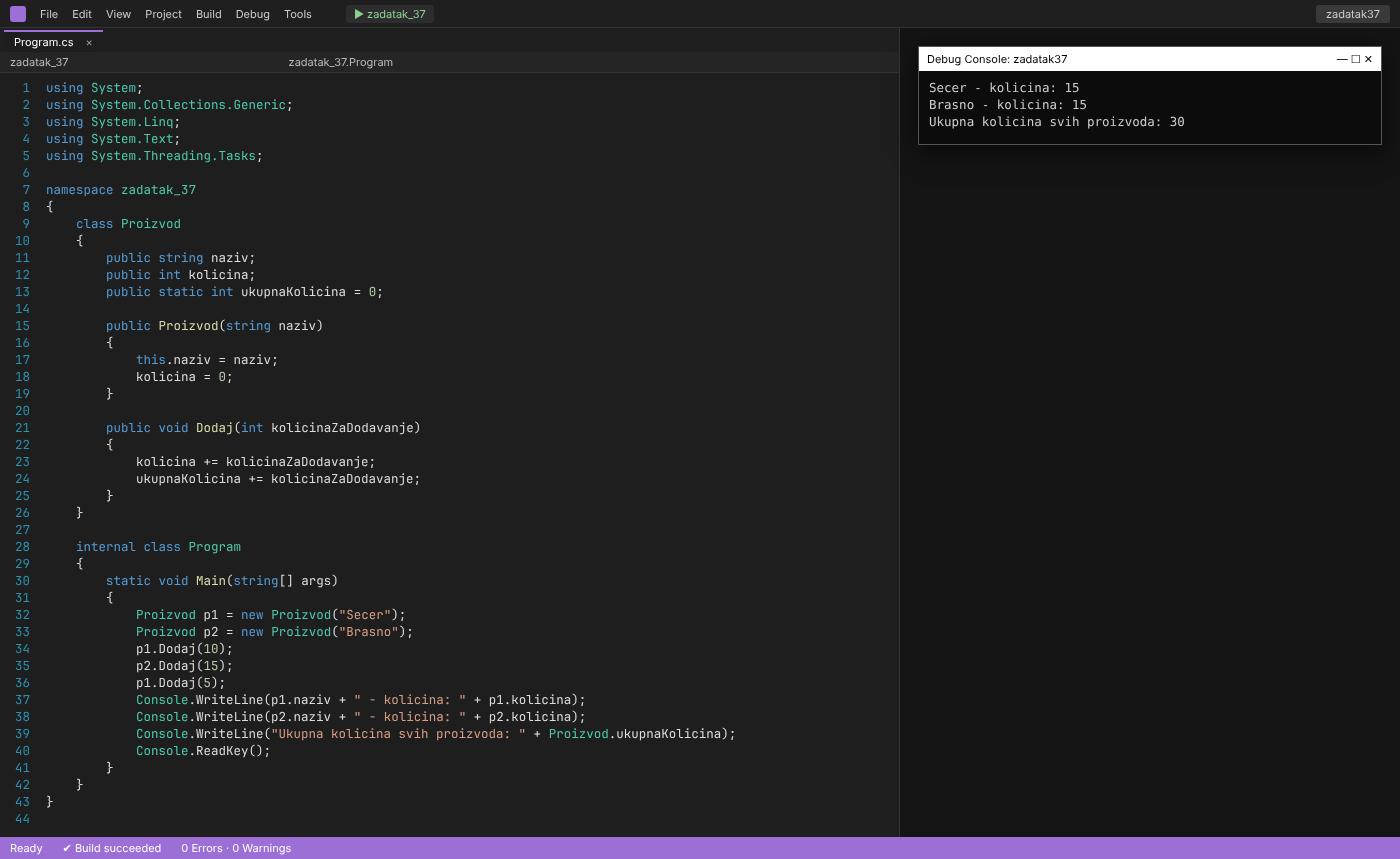 File Edit View Project Build Debug Tools ▶ zadatak_37 zadatak37
Program.cs ×
zadatak_37 zadatak_37.Program
1 using System;
2 using System.Collections.Generic;
3 using System.Linq;
4 using System.Text;
5 using System.Threading.Tasks;
6
7 namespace zadatak_37
8 {
9     class Proizvod
10     {
11         public string naziv;
12         public int kolicina;
13         public static int ukupnaKolicina = 0;
14
15         public Proizvod(string naziv)
16         {
17             this.naziv = naziv;
18             kolicina = 0;
19         }
20
21         public void Dodaj(int kolicinaZaDodavanje)
22         {
23             kolicina += kolicinaZaDodavanje;
24             ukupnaKolicina += kolicinaZaDodavanje;
25         }
26     }
27
28     internal class Program
29     {
30         static void Main(string[] args)
31         {
32             Proizvod p1 = new Proizvod("Secer");
33             Proizvod p2 = new Proizvod("Brasno");
34             p1.Dodaj(10);
35             p2.Dodaj(15);
36             p1.Dodaj(5);
37             Console.WriteLine(p1.naziv + " - kolicina: " + p1.kolicina);
38             Console.WriteLine(p2.naziv + " - kolicina: " + p2.kolicina);
39             Console.WriteLine("Ukupna kolicina svih proizvoda: " + Proizvod.ukupnaKolicina);
40             Console.ReadKey();
41         }
42     }
43 }
44
Debug Console: zadatak37 — ☐ ✕
Secer - kolicina: 15
Brasno - kolicina: 15
Ukupna kolicina svih proizvoda: 30
Ready ✔ Build succeeded 0 Errors · 0 Warnings